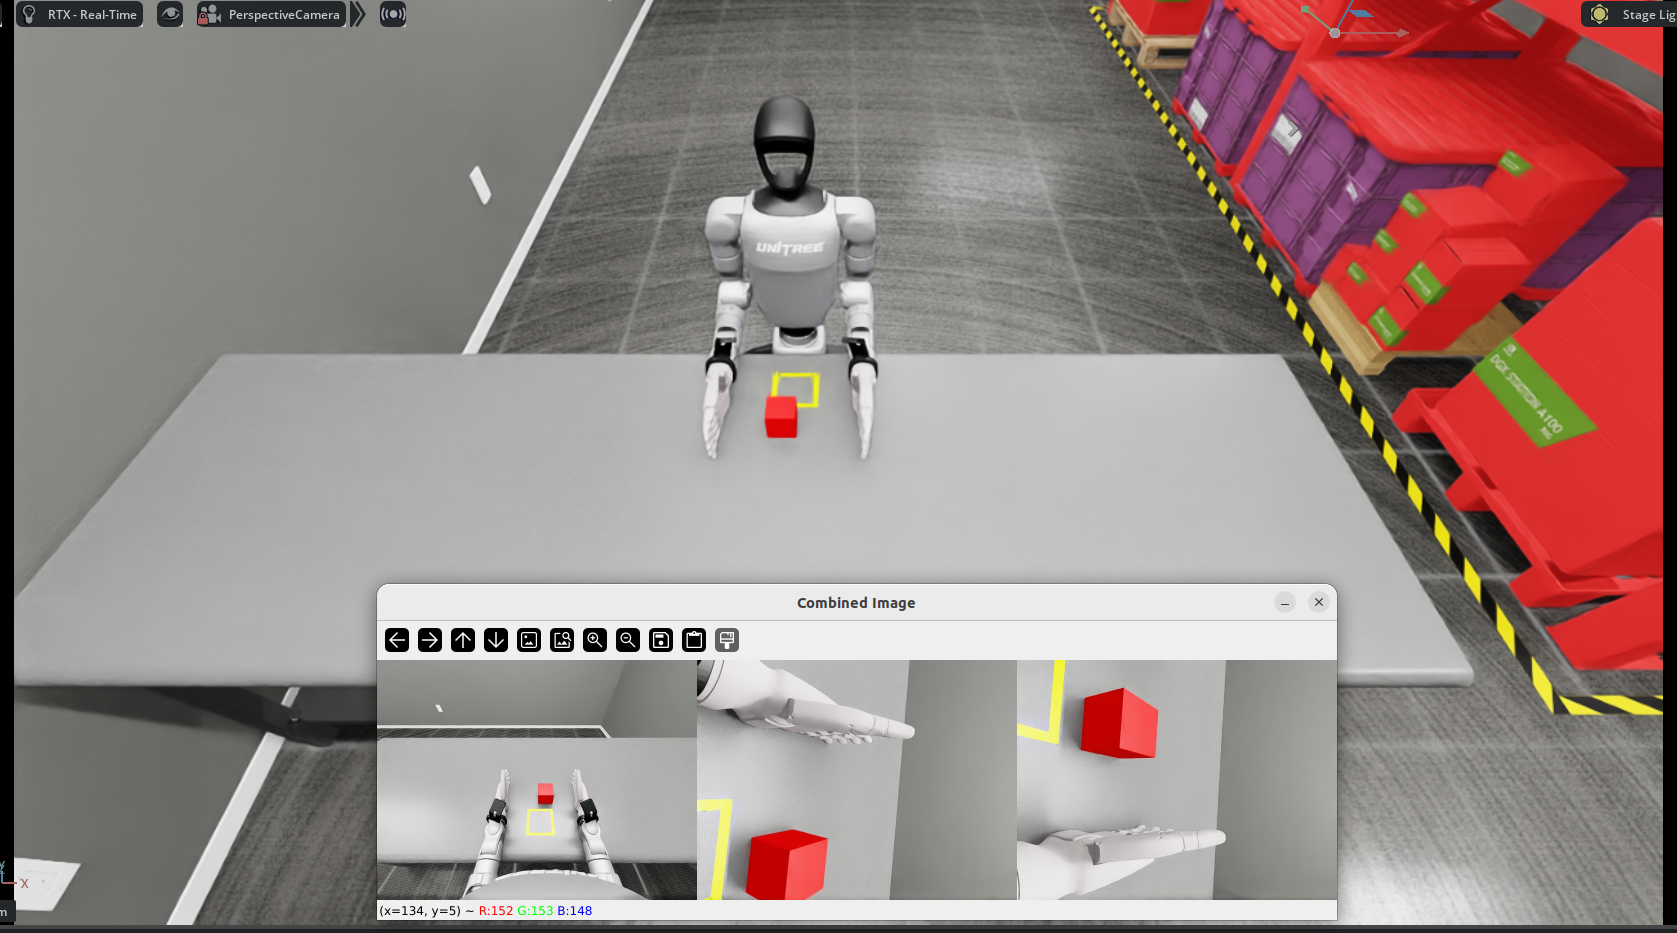 RTX - Real-Time
PerspectiveCamera
Stage Lig
UNITREE
DGX STATION A100
Combined Image
X
m
(x=134, y=5) ~ R:152 G:153 B:148